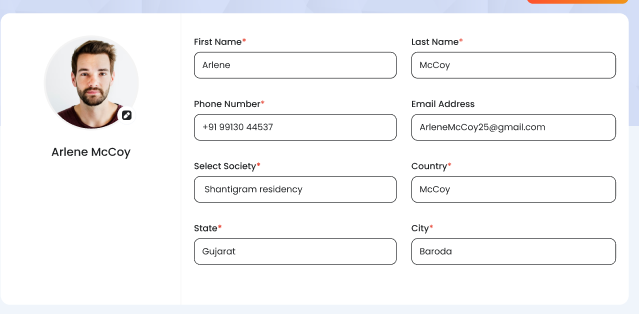 First Name* Last Name*
Arlene McCoy
Phone Number* Email Address
+91 99130 44537 ArleneMcCoy25@gmail.com
Arlene McCoy
Select Society* Country*
Shantigram residency McCoy
State* City*
Gujarat Baroda